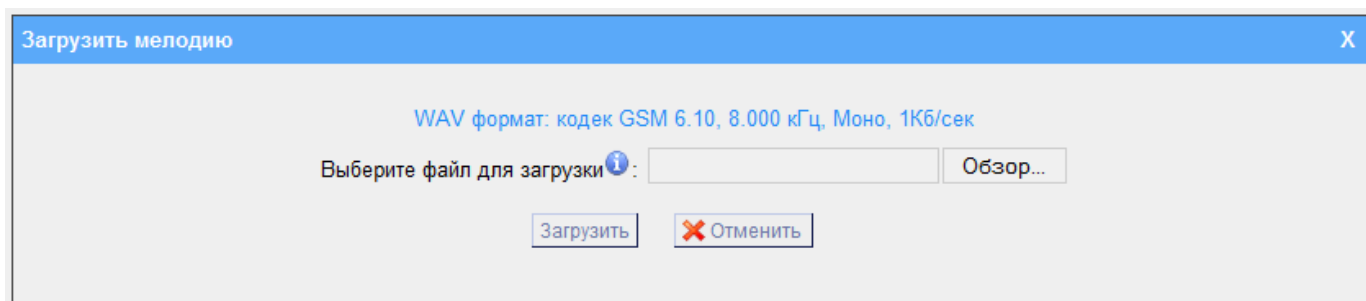 Загрузить мелодию X
WAV формат: кодек GSM 6.10, 8.000 кГц, Моно, 1Кб/сек
Выберите файл для загрузки i : Обзор...
Загрузить Отменить